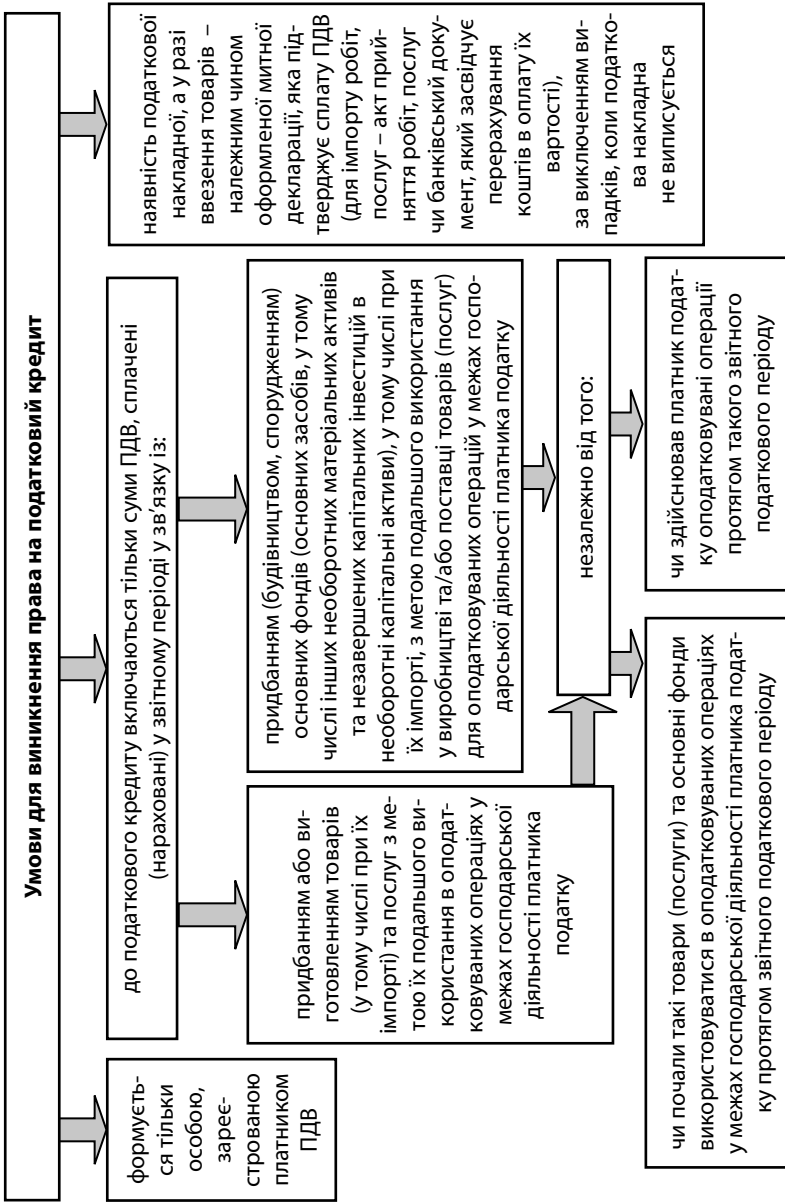 Умови для виникнення права на податковий кредит
формуєть-
ся тільки
особою,
зареє-
строваною
платником
ПДВ
до податкового кредиту включаються тільки суми ПДВ, сплачені
(нараховані) у звітному періоді у зв’язку із:
наявність податкової
накладної, а у разі
ввезення товарів –
належним чином
оформленої митної
декларації, яка під-
тверджує сплату ПДВ
(для імпорту робіт,
послуг – акт прий-
няття робіт, послуг
чи банківський доку-
мент, який засвідчує
перерахування
коштів в оплату їх
вартості),
за виключенням ви-
падків, коли податко-
ва накладна
не виписується
придбанням або ви-
готовленням товарів
(у тому числі при їх
імпорті) та послуг з ме-
тою їх подальшого ви-
користання в оподат-
ковуваних операціях у
межах господарської
діяльності платника
податку
придбанням (будівництвом, спорудженням)
основних фондів (основних засобів, у тому
числі інших необоротних матеріальних активів
та незавершених капітальних інвестицій в
необоротні капітальні активи), у тому числі при
їх імпорті, з метою подальшого використання
у виробництві та/або поставці товарів (послуг)
для оподатковуваних операцій у межах госпо-
дарської діяльності платника податку
незалежно від того:
чи почали такі товари (послуги) та основні фонди
використовуватися в оподатковуваних операціях
у межах господарської діяльності платника подат-
ку протягом звітного податкового періоду
чи здійснював платник подат-
ку оподатковувані операції
протягом такого звітного
податкового періоду